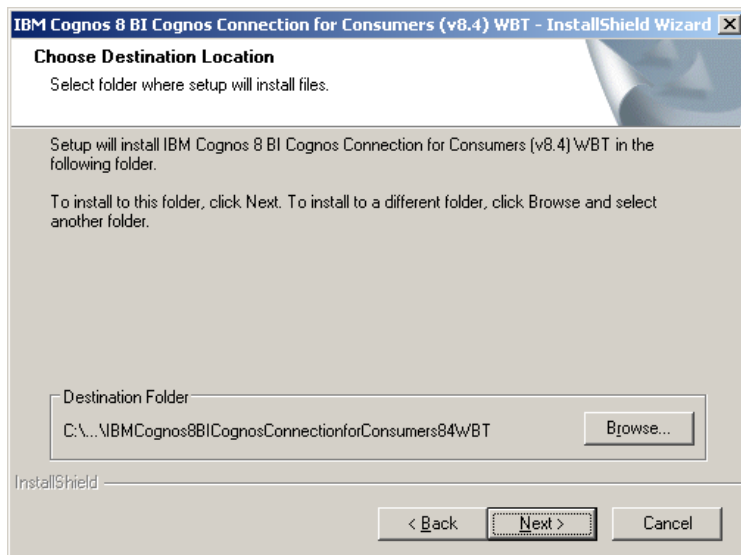 IBM Cognos 8 BI Cognos Connection for Consumers (v8.4) WBT - InstallShield Wizard
Choose Destination Location
Select folder where setup will install files.
Setup will install IBM Cognos 8 BI Cognos Connection for Consumers (v8.4) WBT in the
following folder.
To install to this folder, click Next. To install to a different folder, click Browse and select
another folder.
Destination Folder
C:\...\IBMCognos8BICognosConnectionforConsumers84WBT
Browse...
InstallShield
< Back
Next >
Cancel